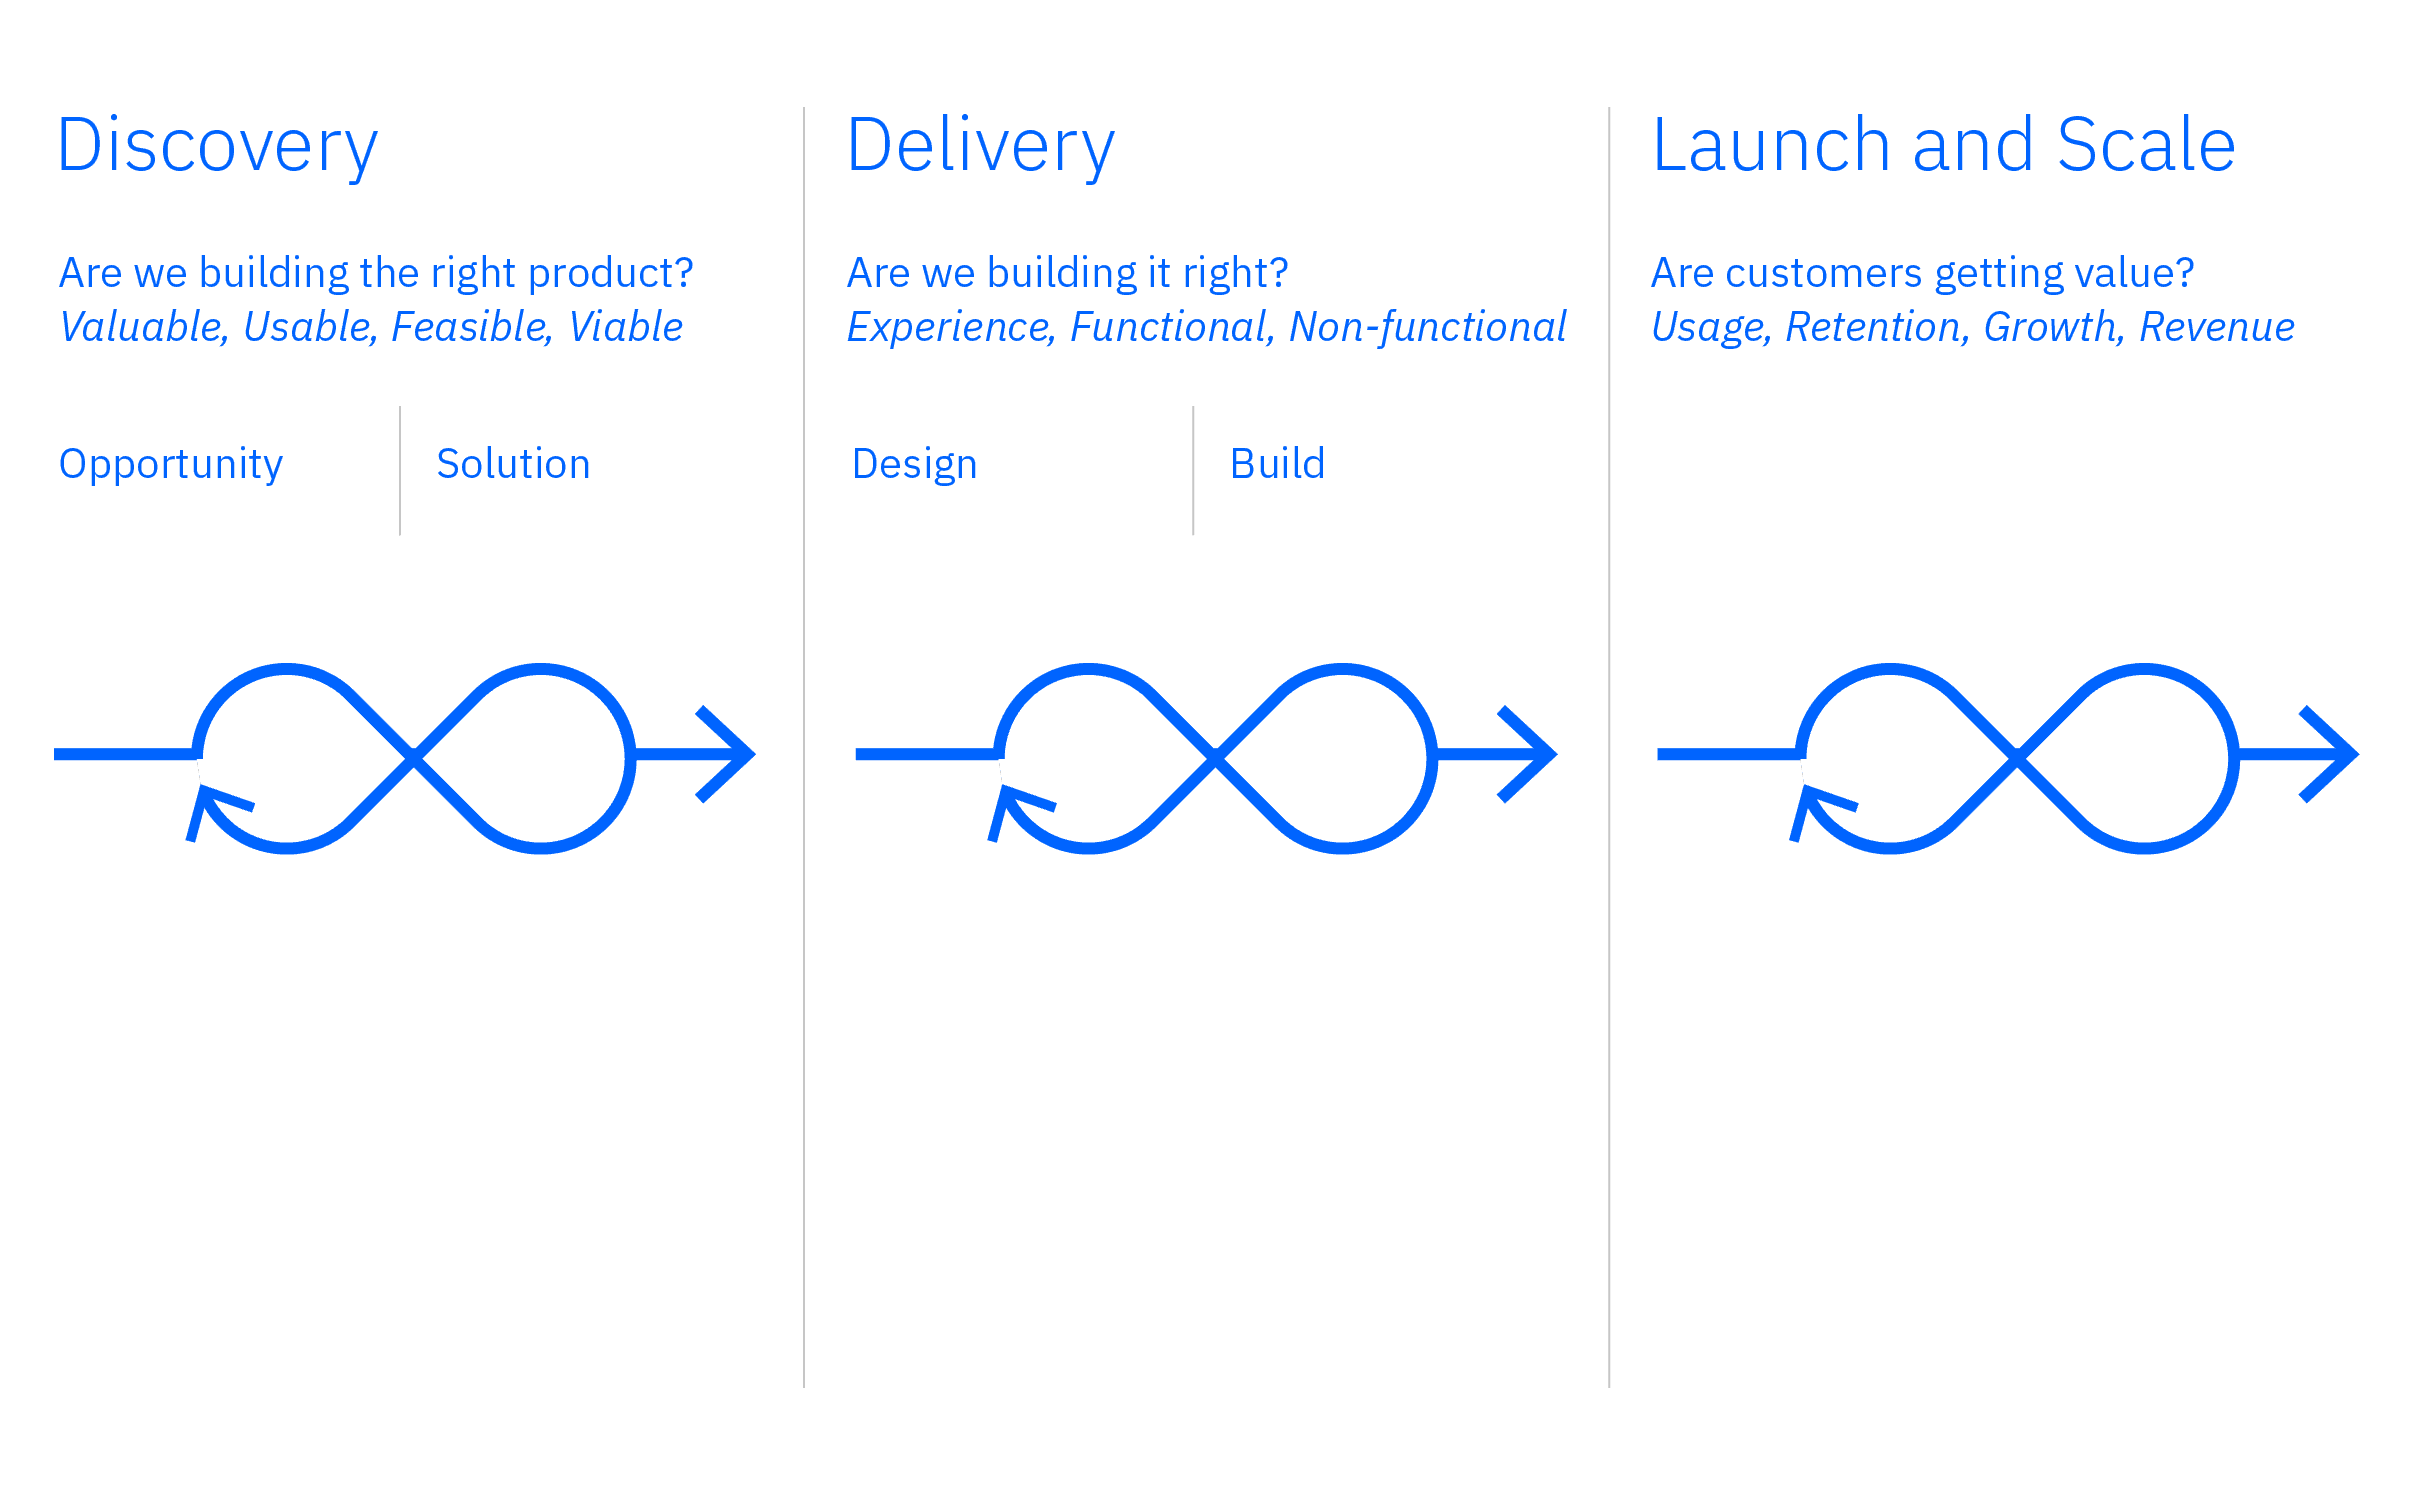 Discovery
Are we building the right product?
Valuable, Usable, Feasible, Viable
Opportunity
Solution
Delivery
Are we building it right?
Experience, Functional, Non-functional
Design
Build
Launch and Scale
Are customers getting value?
Usage, Retention, Growth, Revenue